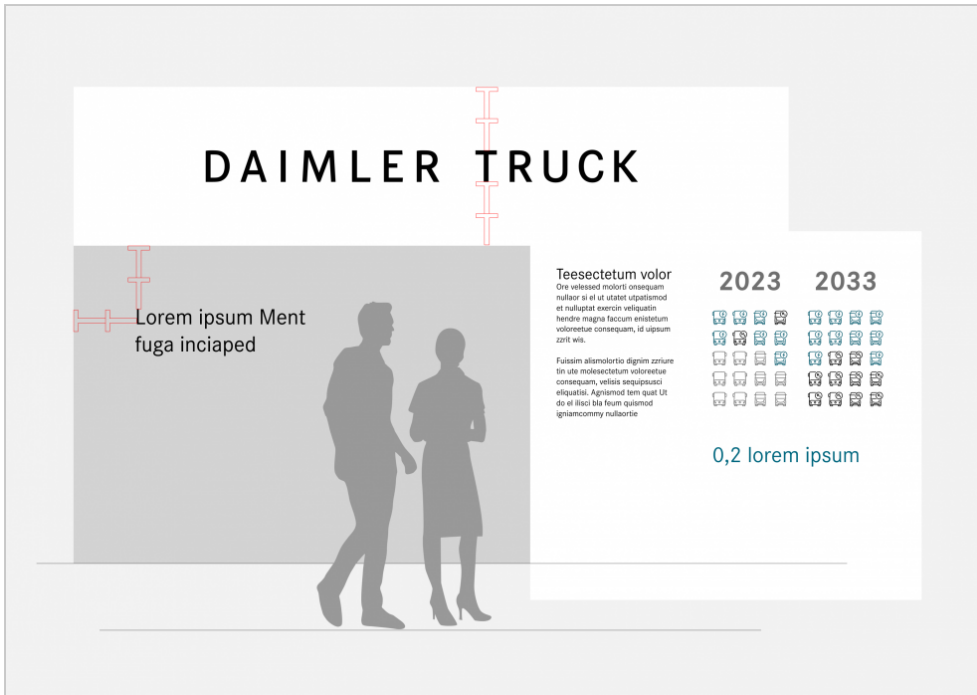 DAIMLER TRUCK
Lorem ipsum Ment
fuga inciaped
Teesectetum volor
Ore velessed molorti onsequam
nullaor si el ut utatet utpatismod
et nulluptat exercin veliquatin
hendre magna faccum enistetum
voloreetue consequam, id uipsum
zzrit wis.
Fuissim alismolortio dignim zzriure
tin ute molesectetum voloreetue
consequam, velisis sequipsusci
eliquatisi. Agnismod tem quat Ut
do el ilisci bla feum quismod
igniamcommy nullaortie
2023 2033
0,2 lorem ipsum